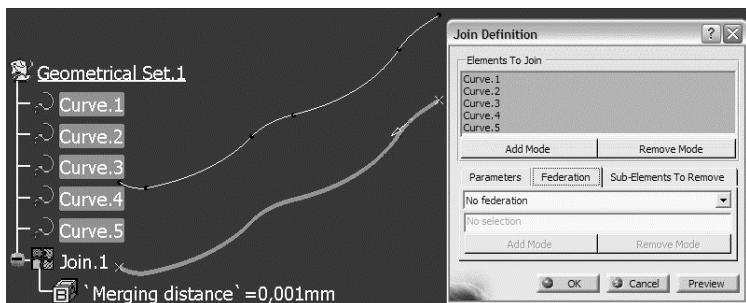 Geometrical Set.1
Curve.1
Curve.2
Curve.3
Curve.4
Curve.5
Join.1
`Merging distance`=0,001mm
Join Definition
Elements To Join
Curve.1
Curve.2
Curve.3
Curve.4
Curve.5
Add Mode Remove Mode
Parameters Federation Sub-Elements To Remove
No federation
No selection
Add Mode Remove Mode
OK Cancel Preview